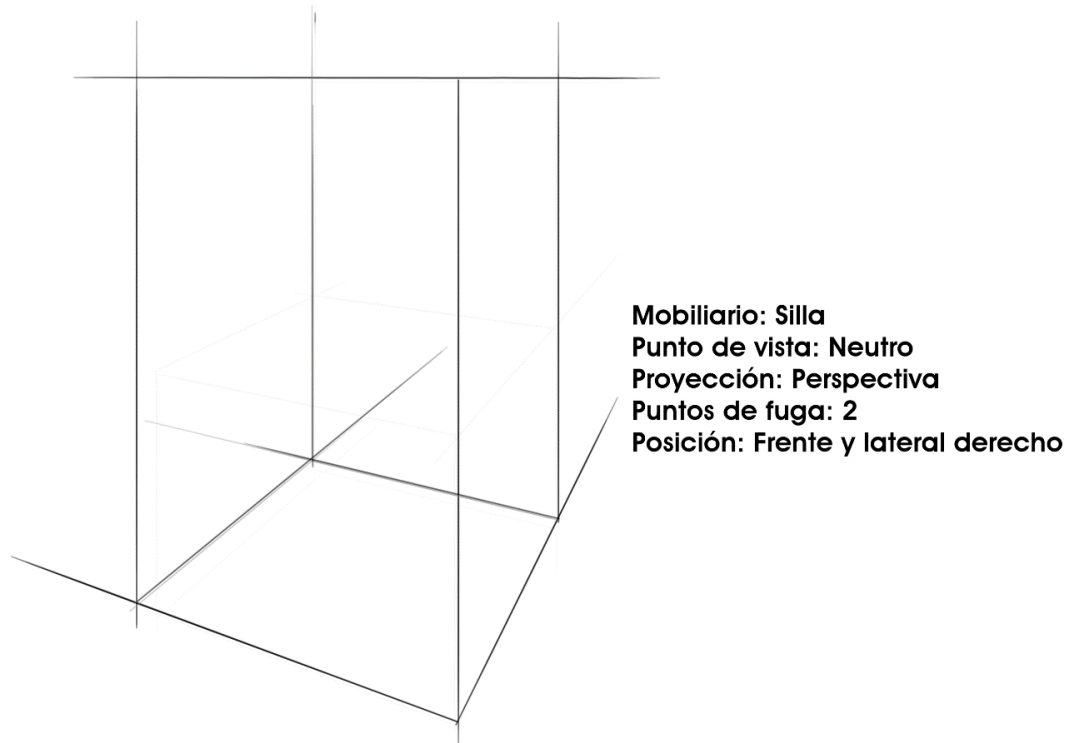 Mobiliario: Silla
Punto de vista: Neutro
Proyección: Perspectiva
Puntos de fuga: 2
Posición: Frente y lateral derecho